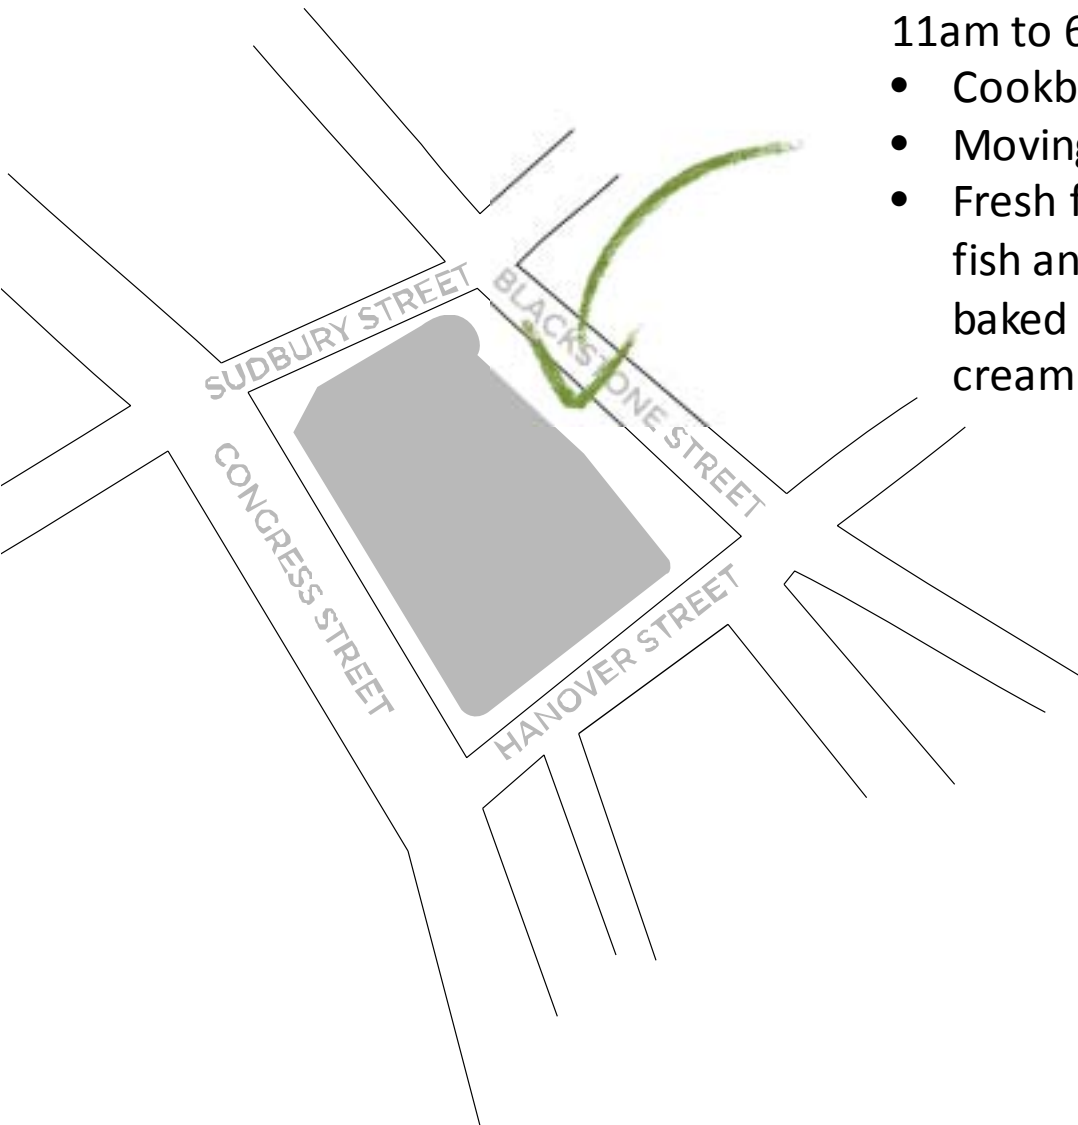 11am to 6
• Cookb
• Moving
• Fresh f
fish an
baked
cream
SUDBURY STREET
BLACKSTONE STREET
CONGRESS STREET
HANOVER STREET